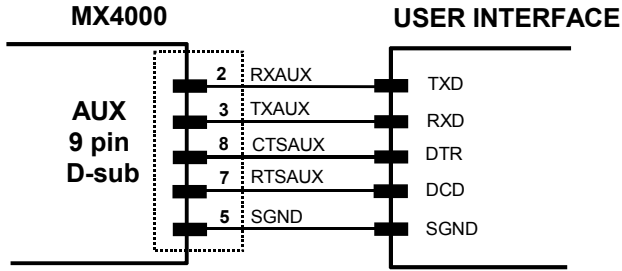 MX4000
USER INTERFACE
AUX
9 pin
D-sub
2 RXAUX TXD
3 TXAUX RXD
8 CTSAUX DTR
7 RTSAUX DCD
5 SGND SGND